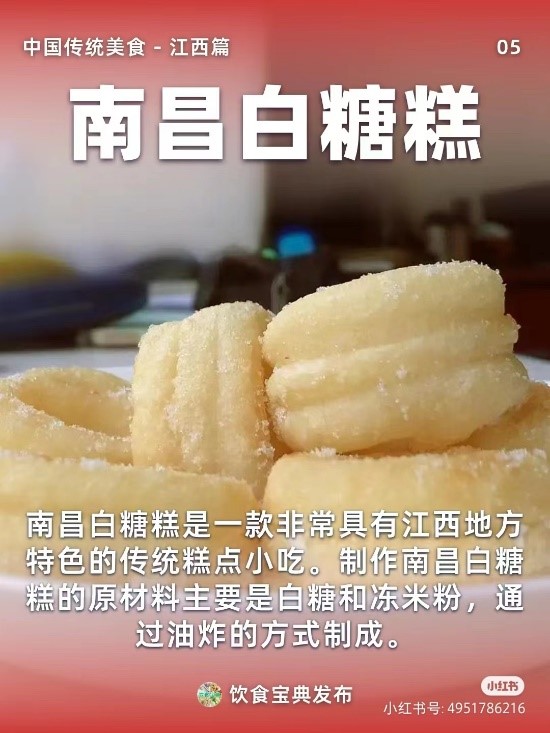 中国传统美食 - 江西篇
05
南昌白糖糕
南昌白糖糕是一款非常具有江西地方
特色的传统糕点小吃。制作南昌白糖
糕的原材料主要是白糖和冻米粉，通
过油炸的方式制成。
饮食宝典发布
小红书
小红书号: 4951786216